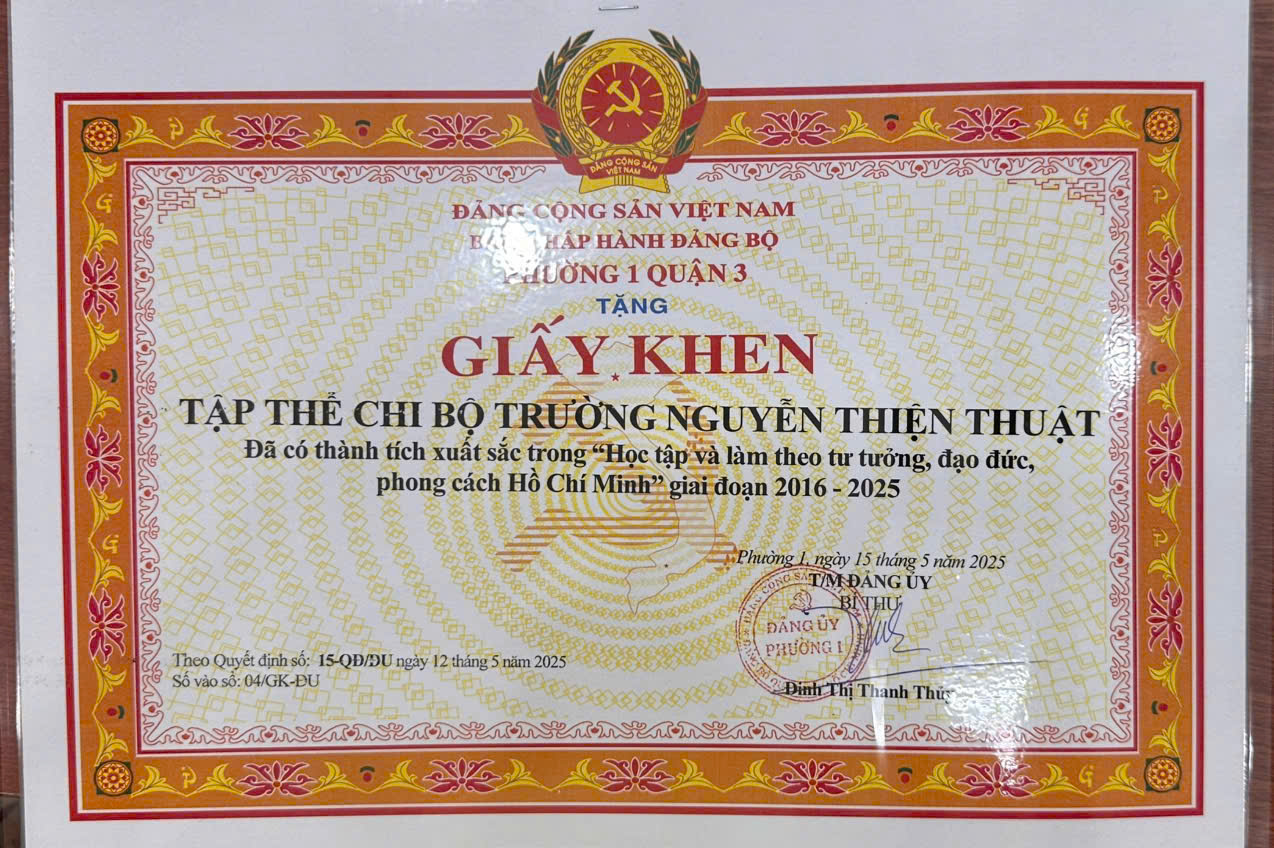 ĐẢNG CỘNG SẢN
VIỆT NAM
ĐẢNG CỘNG SẢN VIỆT NAM
CHẤP HÀNH ĐẢNG BỘ
PHƯỜNG 1 QUẬN 3
TẶNG
GIẤY KHEN
TẬP THỂ CHI BỘ TRƯỜNG NGUYỄN THIỆN THUẬT
Đã có thành tích xuất sắc trong “Học tập và làm theo tư tưởng, đạo đức,
phong cách Hồ Chí Minh” giai đoạn 2016 - 2025
Phường 1, ngày 15 tháng 5 năm 2025
T/M ĐẢNG ỦY
BÍ THƯ
ĐẢNG ỦY
PHƯỜNG 1
Theo Quyết định số: 15-QĐ/ĐU ngày 12 tháng 5 năm 2025
Số vào sổ: 04/GK-ĐU
Đinh Thị Thanh Thủy